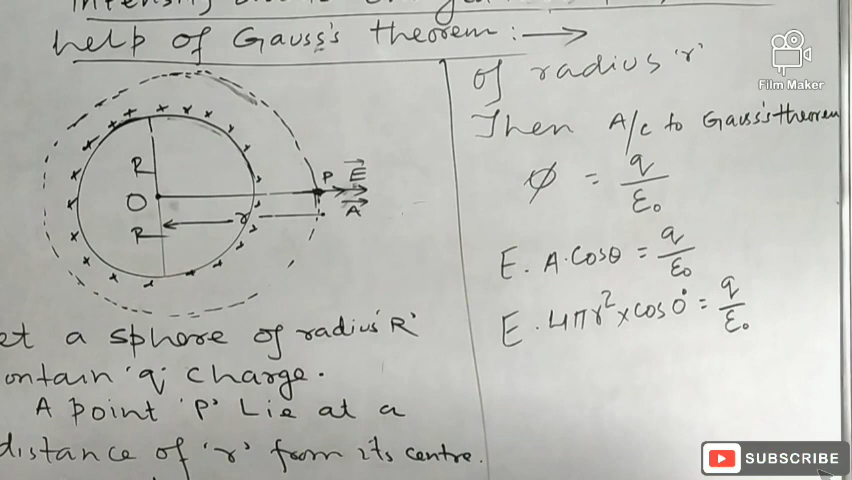 help of Gauss's theorem : →
R
O
R
r
P
E
A
et a sphere of radius 'R'
ontain 'q' charge.
A point 'P' Lie at a
distance of 'r' from its centre.
of radius 'r'
Then A/c to Gauss's theorem
φ = q/ε₀
E. A. cosθ = q/ε₀
E. 4πr² × cos 0° = q/ε₀
Film Maker
SUBSCRIBE